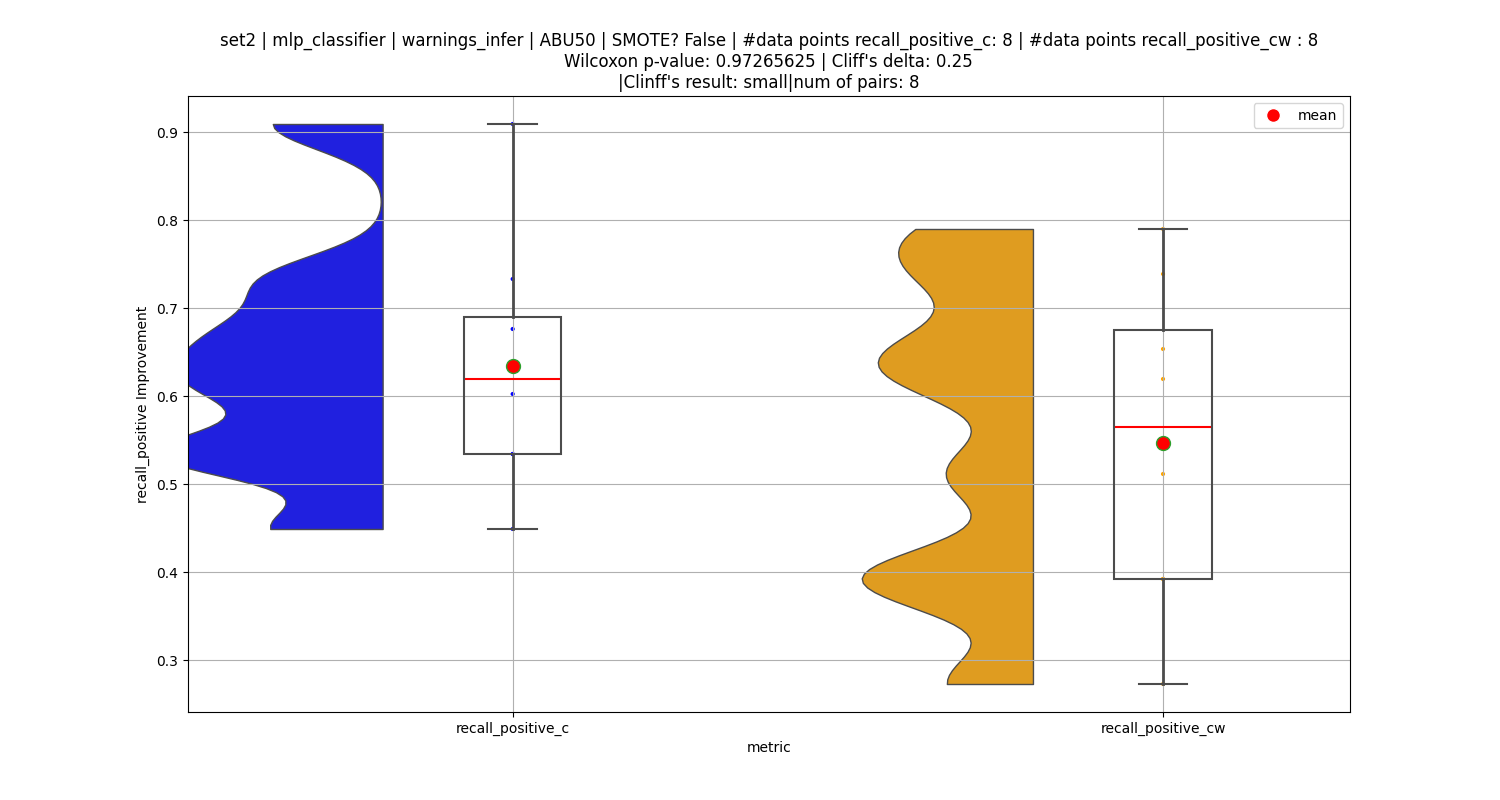 set2 | mlp_classifier | warnings_infer | ABU50 | SMOTE? False | #data points recall_positive_c: 8 | #data points recall_positive_cw : 8
Wilcoxon p-value: 0.97265625 | Cliff's delta: 0.25
|Clinff's result: small|num of pairs: 8
mean
0.9
0.8
0.7
0.6
0.5
0.4
0.3
recall_positive Improvement
recall_positive_c
recall_positive_cw
metric